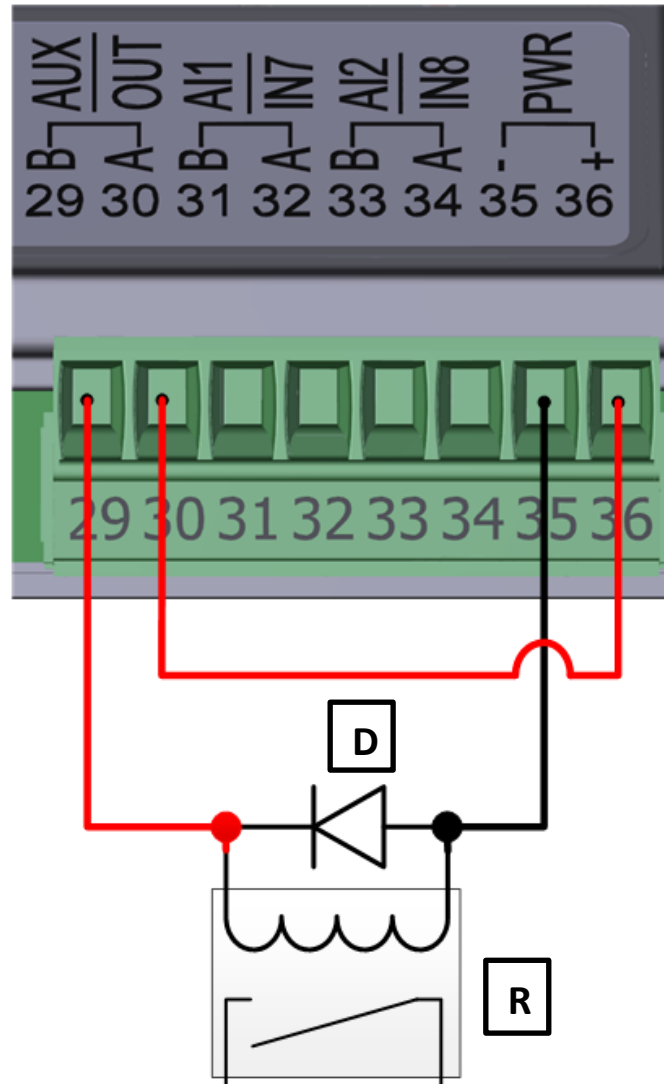 AUX OUT AI1 IN7 AI2 IN8 PWR
B A B A B A - +
29 30 31 32 33 34 35 36
29 30 31 32 33 34 35 36
D
R